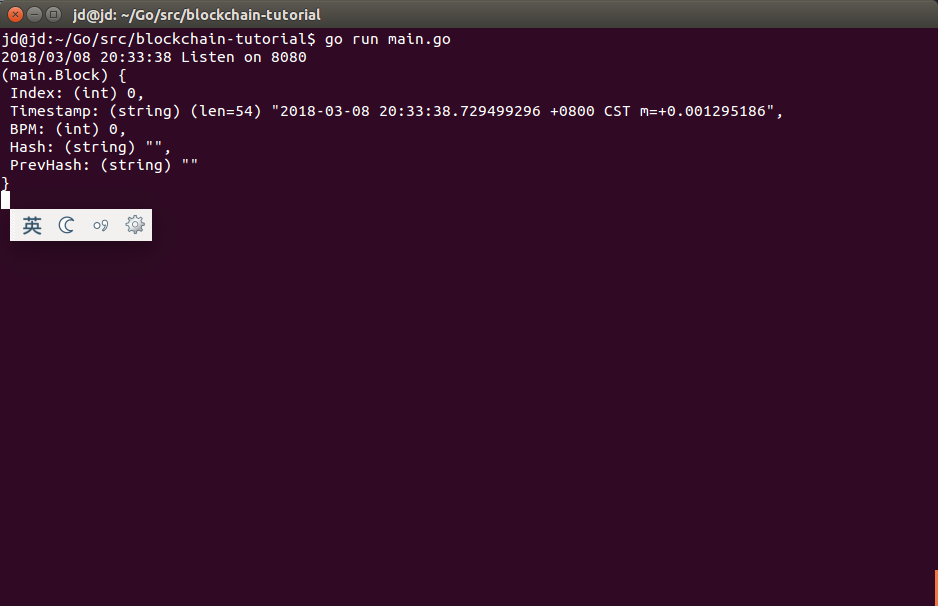 jd@jd: ~/Go/src/blockchain-tutorial
jd@jd:~/Go/src/blockchain-tutorial$ go run main.go
2018/03/08 20:33:38 Listen on 8080
(main.Block) {
 Index: (int) 0,
 Timestamp: (string) (len=54) "2018-03-08 20:33:38.729499296 +0800 CST m=+0.001295186",
 BPM: (int) 0,
 Hash: (string) "",
 PrevHash: (string) ""
}
英